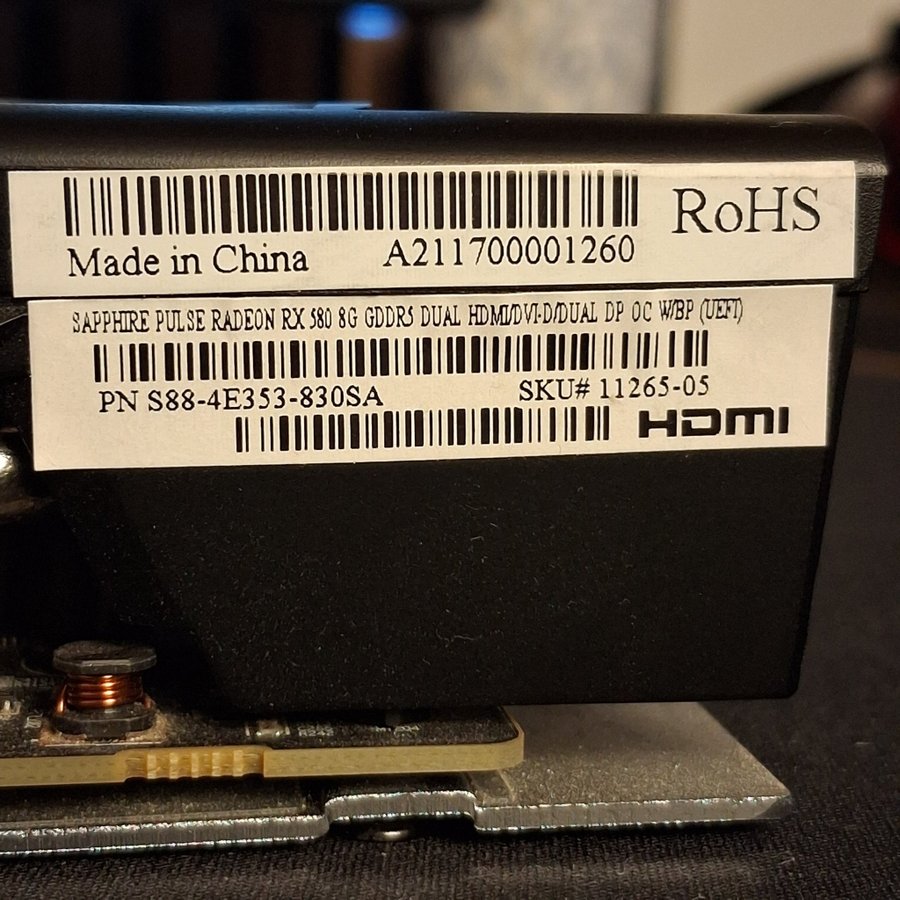 RoHS
Made in China A211700001260
SAPPHIRE PULSE RADEON RX 580 8G GDDR5 DUAL HDMI/DVI-D/DUAL DP OC W/BP (UEFI)
PN S88-4E353-830SA SKU# 11265-05
HDMI